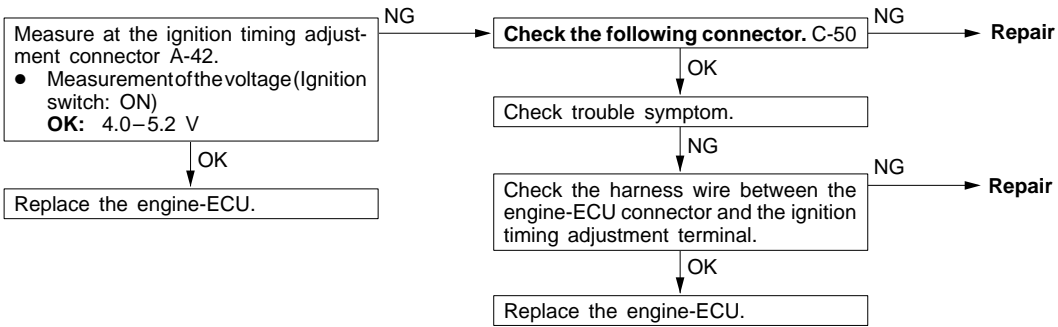 Measure at the ignition timing adjust-
ment connector A-42.
● Measurement of the voltage (Ignition
switch: ON)
OK: 4.0–5.2 V
OK
Replace the engine-ECU.
NG
Check the following connector. C-50
NG
Repair
OK
Check trouble symptom.
NG
Check the harness wire between the
engine-ECU connector and the ignition
timing adjustment terminal.
NG
Repair
OK
Replace the engine-ECU.